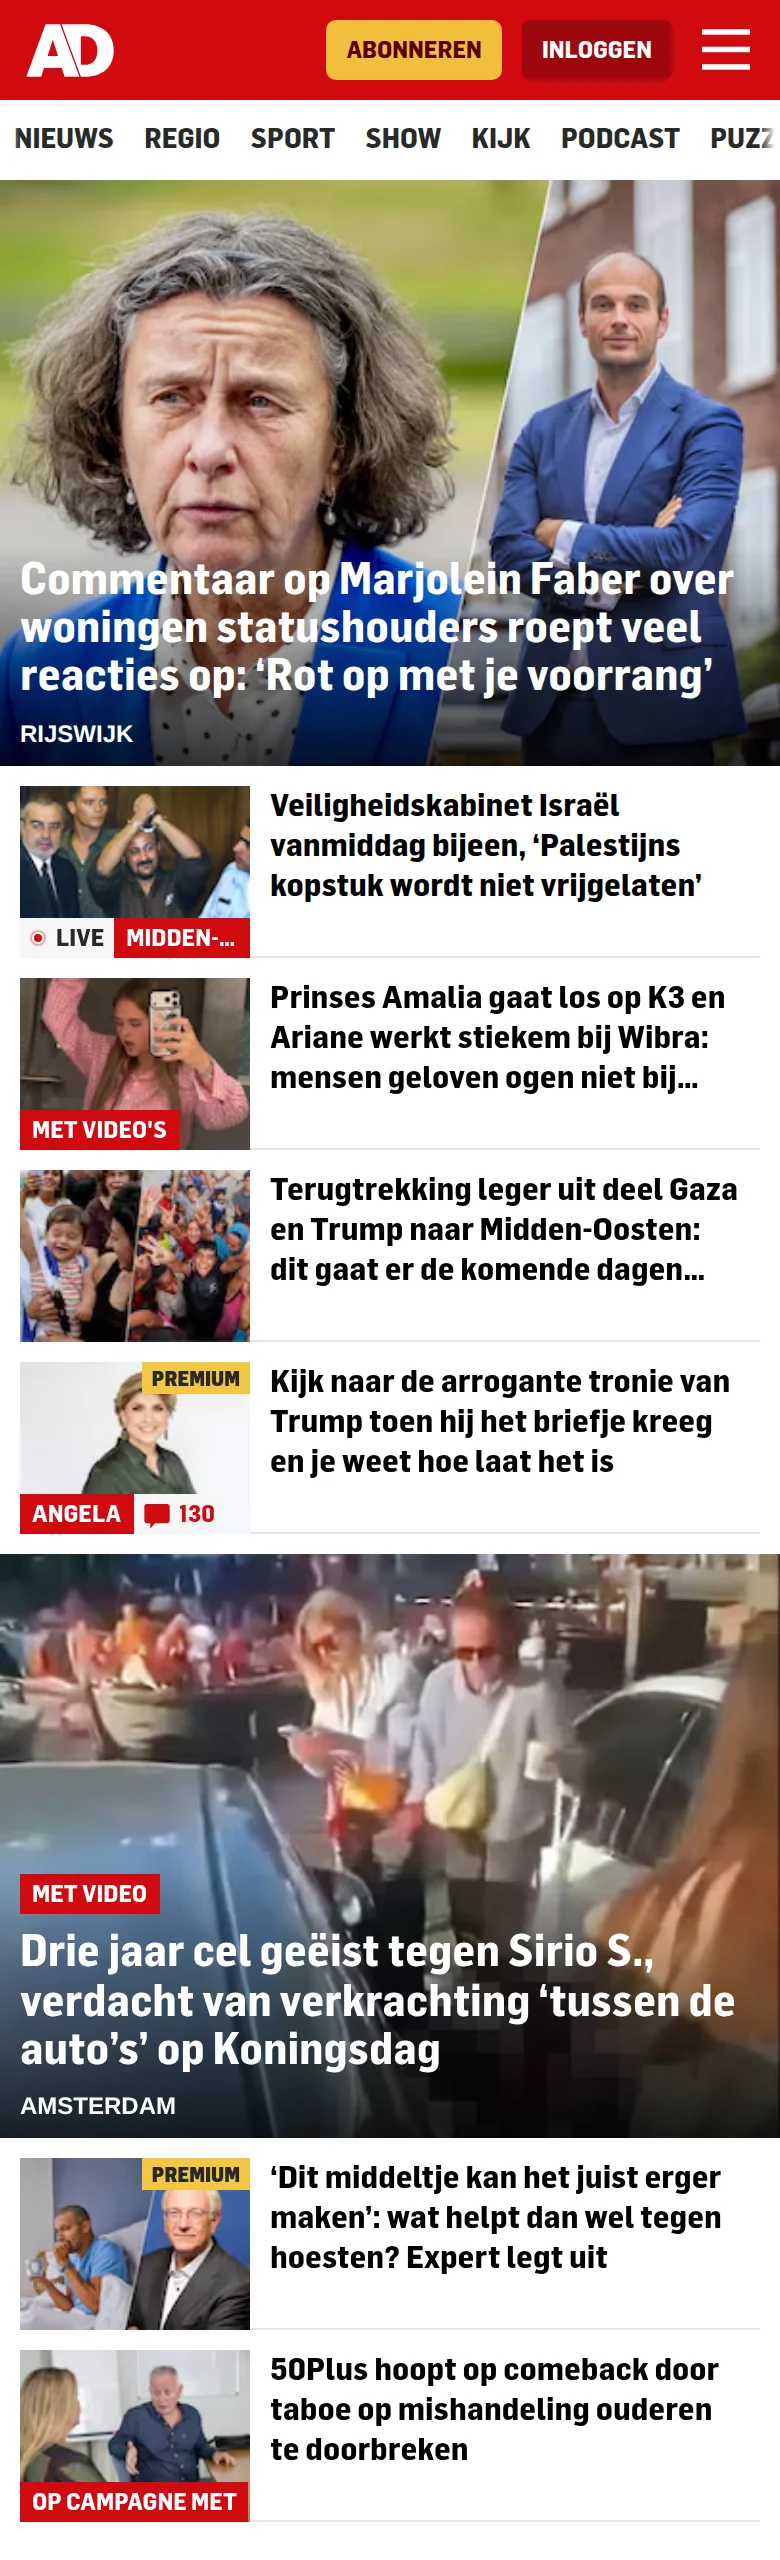 AD
ABONNEREN
INLOGGEN
NIEUWS REGIO SPORT SHOW KIJK PODCAST PUZZ
Commentaar op Marjolein Faber over
woningen statushouders roept veel
reacties op: ‘Rot op met je voorrang’
RIJSWIJK
Veiligheidskabinet Israël
vanmiddag bijeen, ‘Palestijns
kopstuk wordt niet vrijgelaten’
LIVE MIDDEN-...
Prinses Amalia gaat los op K3 en
Ariane werkt stiekem bij Wibra:
mensen geloven ogen niet bij...
MET VIDEO'S
Terugtrekking leger uit deel Gaza
en Trump naar Midden-Oosten:
dit gaat er de komende dagen...
PREMIUM
Kijk naar de arrogante tronie van
Trump toen hij het briefje kreeg
en je weet hoe laat het is
ANGELA 130
MET VIDEO
Drie jaar cel geëist tegen Sirio S.,
verdacht van verkrachting ‘tussen de
auto’s’ op Koningsdag
AMSTERDAM
PREMIUM
‘Dit middeltje kan het juist erger
maken’: wat helpt dan wel tegen
hoesten? Expert legt uit
50Plus hoopt op comeback door
taboe op mishandeling ouderen
te doorbreken
OP CAMPAGNE MET